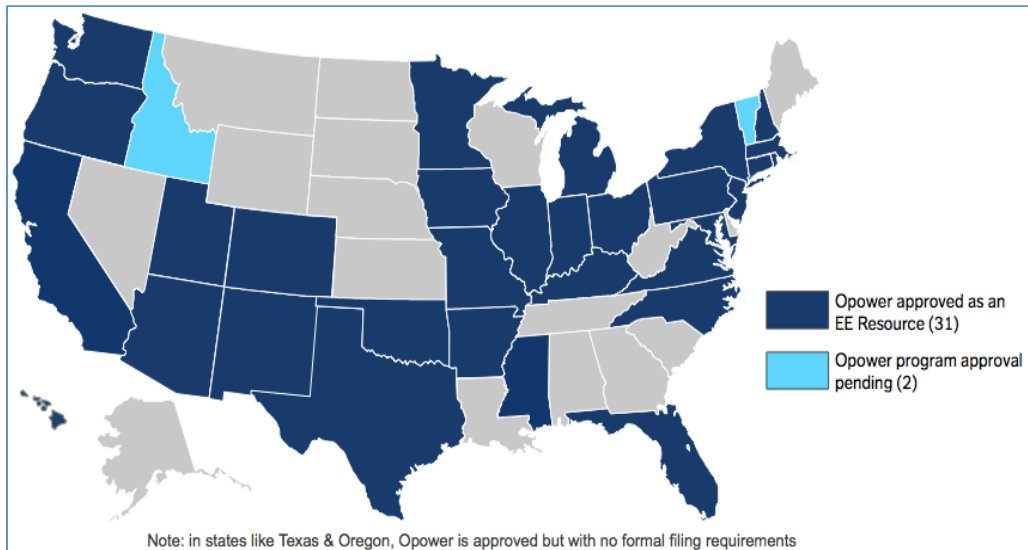 Opower approved as an
EE Resource (31)
Opower program approval
pending (2)
Note: in states like Texas & Oregon, Opower is approved but with no formal filing requirements